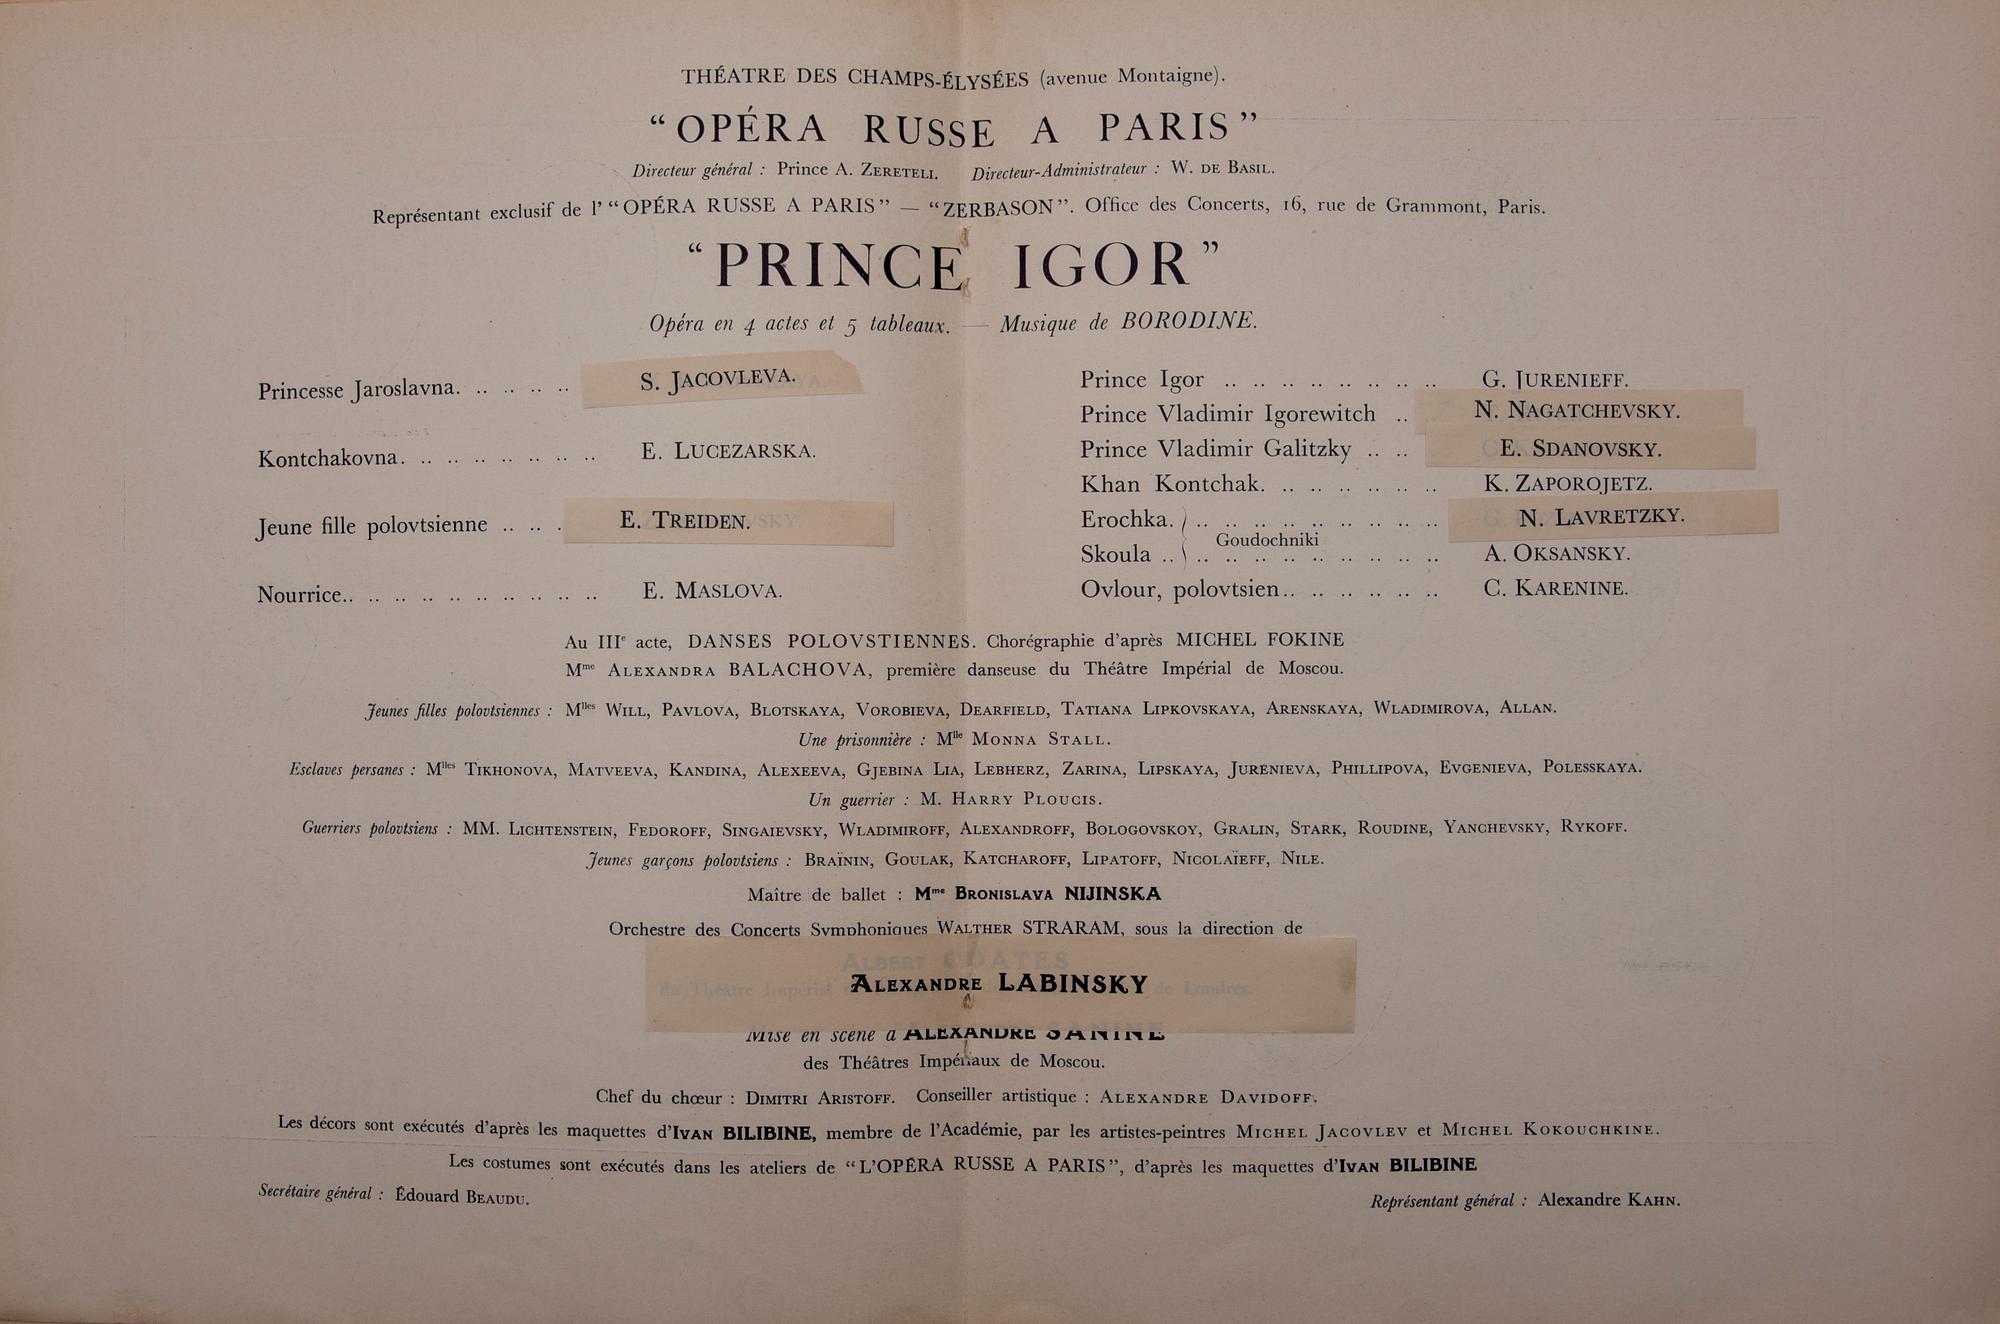 THÉATRE DES CHAMPS-ÉLYSÉES (avenue Montaigne).
“OPÉRA RUSSE A PARIS”
Directeur général : Prince A. ZERETELI. Directeur-Administrateur : W. DE BASIL.
Représentant exclusif de l’ “OPÉRA RUSSE A PARIS” — “ZERBASON”. Office des Concerts, 16, rue de Grammont, Paris.
“PRINCE IGOR”
Opéra en 4 actes et 5 tableaux. — Musique de BORODINE.
Princesse Jaroslavna. .. .. .. .. S. JACOVLEVA.
Kontchakovna. .. .. .. .. .. .. .. E. LUCEZARSKA.
Jeune fille polovtsienne .. .. . E. TREIDEN.
Nourrice.. .. .. .. .. .. .. .. .. .. E. MASLOVA.
Prince Igor .. .. .. .. .. .. .. .. G. JURENIEFF.
Prince Vladimir Igorewitch .. N. NAGATCHEVSKY.
Prince Vladimir Galitzky .. .. E. SDANOVSKY.
Khan Kontchak. .. .. .. .. .. .. K. ZAPOROJETZ.
Erochka. .. .. .. .. .. .. .. .. .. N. LAVRETZKY.
Goudochniki
Skoula .. .. .. .. .. .. .. .. .. .. A. OKSANSKY.
Ovlour, polovtsien.. .. .. .. .. .. C. KARENINE.
Au IIIe acte, DANSES POLOVSTIENNES. Chorégraphie d’après MICHEL FOKINE
Mme ALEXANDRA BALACHOVA, première danseuse du Théâtre Impérial de Moscou.
Jeunes filles polovtsiennes : Mlles WILL, PAVLOVA, BLOTSKAYA, VOROBIEVA, DEARFIELD, TATIANA LIPKOVSKAYA, ARENSKAYA, WLADIMIROVA, ALLAN.
Une prisonnière : Mlle MONNA STALL.
Esclaves persanes : Mlles TIKHONOVA, MATVEEVA, KANDINA, ALEXEEVA, GJEBINA LIA, LEBHERZ, ZARINA, LIPSKAYA, JURENIEVA, PHILLIPOVA, EVGENIEVA, POLESSKAYA.
Un guerrier : M. HARRY PLOUCIS.
Guerriers polovtsiens : MM. LICHTENSTEIN, FEDOROFF, SINGAIEVSKY, WLADIMIROFF, ALEXANDROFF, BOLOGOVSKOY, GRALIN, STARK, ROUDINE, YANCHEVSKY, RYKOFF.
Jeunes garçons polovtsiens : BRAÏNIN, GOULAK, KATCHAROFF, LIPATOFF, NICOLAÏEFF, NILE.
Maître de ballet : Mme BRONISLAVA NIJINSKA
Orchestre des Concerts Symphoniques WALTHER STRARAM, sous la direction de
ALBERT COATES
ALEXANDRE LABINSKY
du Théâtre Imperial de Londres.
Mise en scène d ALEXANDRE SANINE
des Théâtres Impériaux de Moscou.
Chef du chœur : DIMITRI ARISTOFF. Conseiller artistique : ALEXANDRE DAVIDOFF.
Les décors sont exécutés d’après les maquettes d’IVAN BILIBINE, membre de l’Académie, par les artistes-peintres MICHEL JACOVLEV et MICHEL KOKOUCHKINE.
Les costumes sont exécutés dans les ateliers de “L’OPÉRA RUSSE A PARIS”, d’après les maquettes d’IVAN BILIBINE
Secrétaire général : Édouard BEAUDU.
Représentant général : Alexandre KAHN.